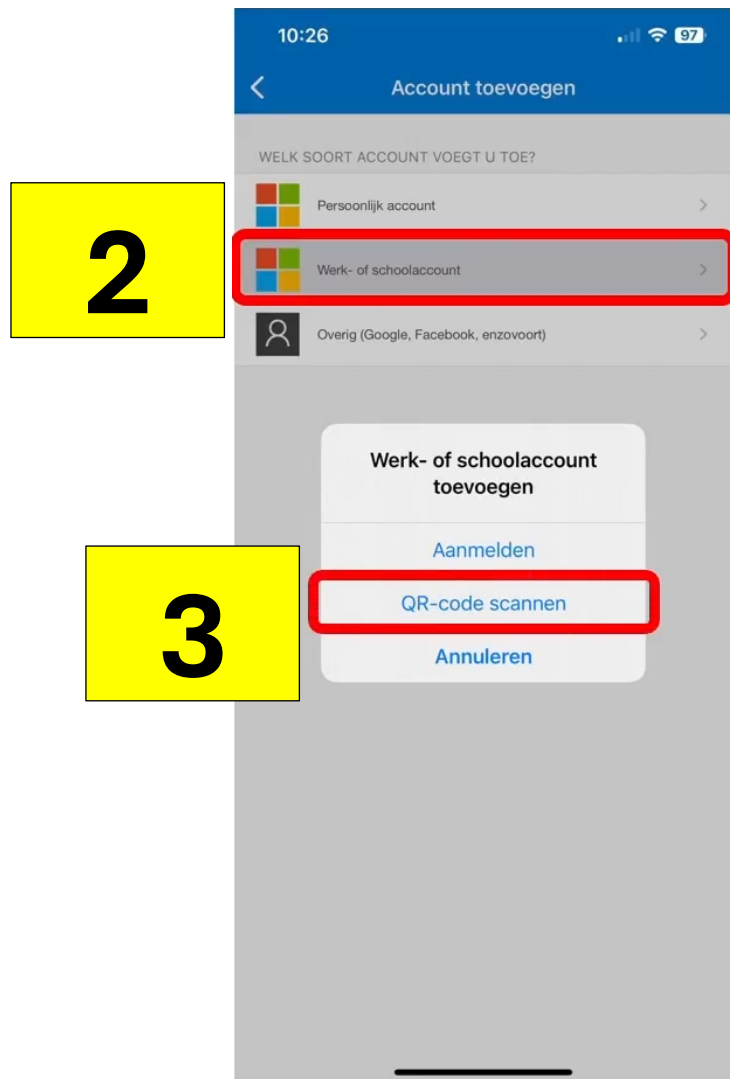 10:26
97
Account toevoegen
WELK SOORT ACCOUNT VOEGT U TOE?
Persoonlijk account
2
Werk- of schoolaccount
Overig (Google, Facebook, enzovoort)
Werk- of schoolaccount
toevoegen
Aanmelden
3
QR-code scannen
Annuleren